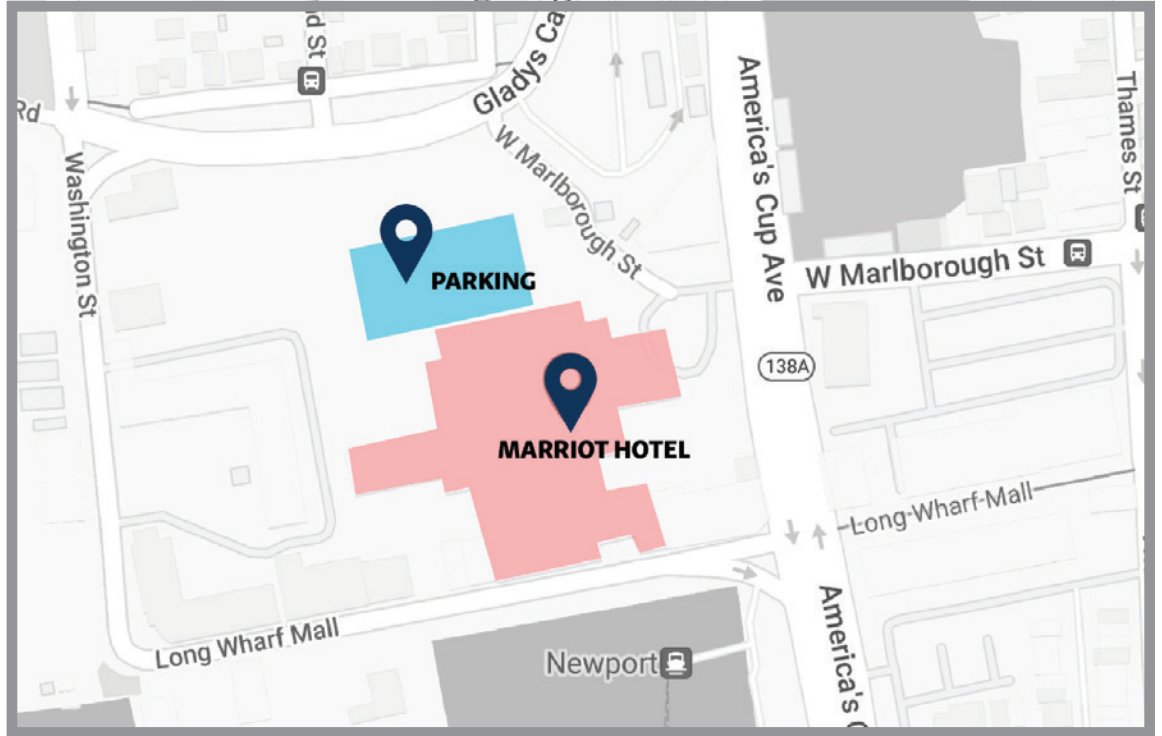 d St
Gladys Ca
Rd
W Marlborough St
America's Cup Ave
Thames St
Washington St
PARKING
W Marlborough St
138A
MARRIOT HOTEL
Long Wharf Mall
Long Wharf Mall
America's C
Newport